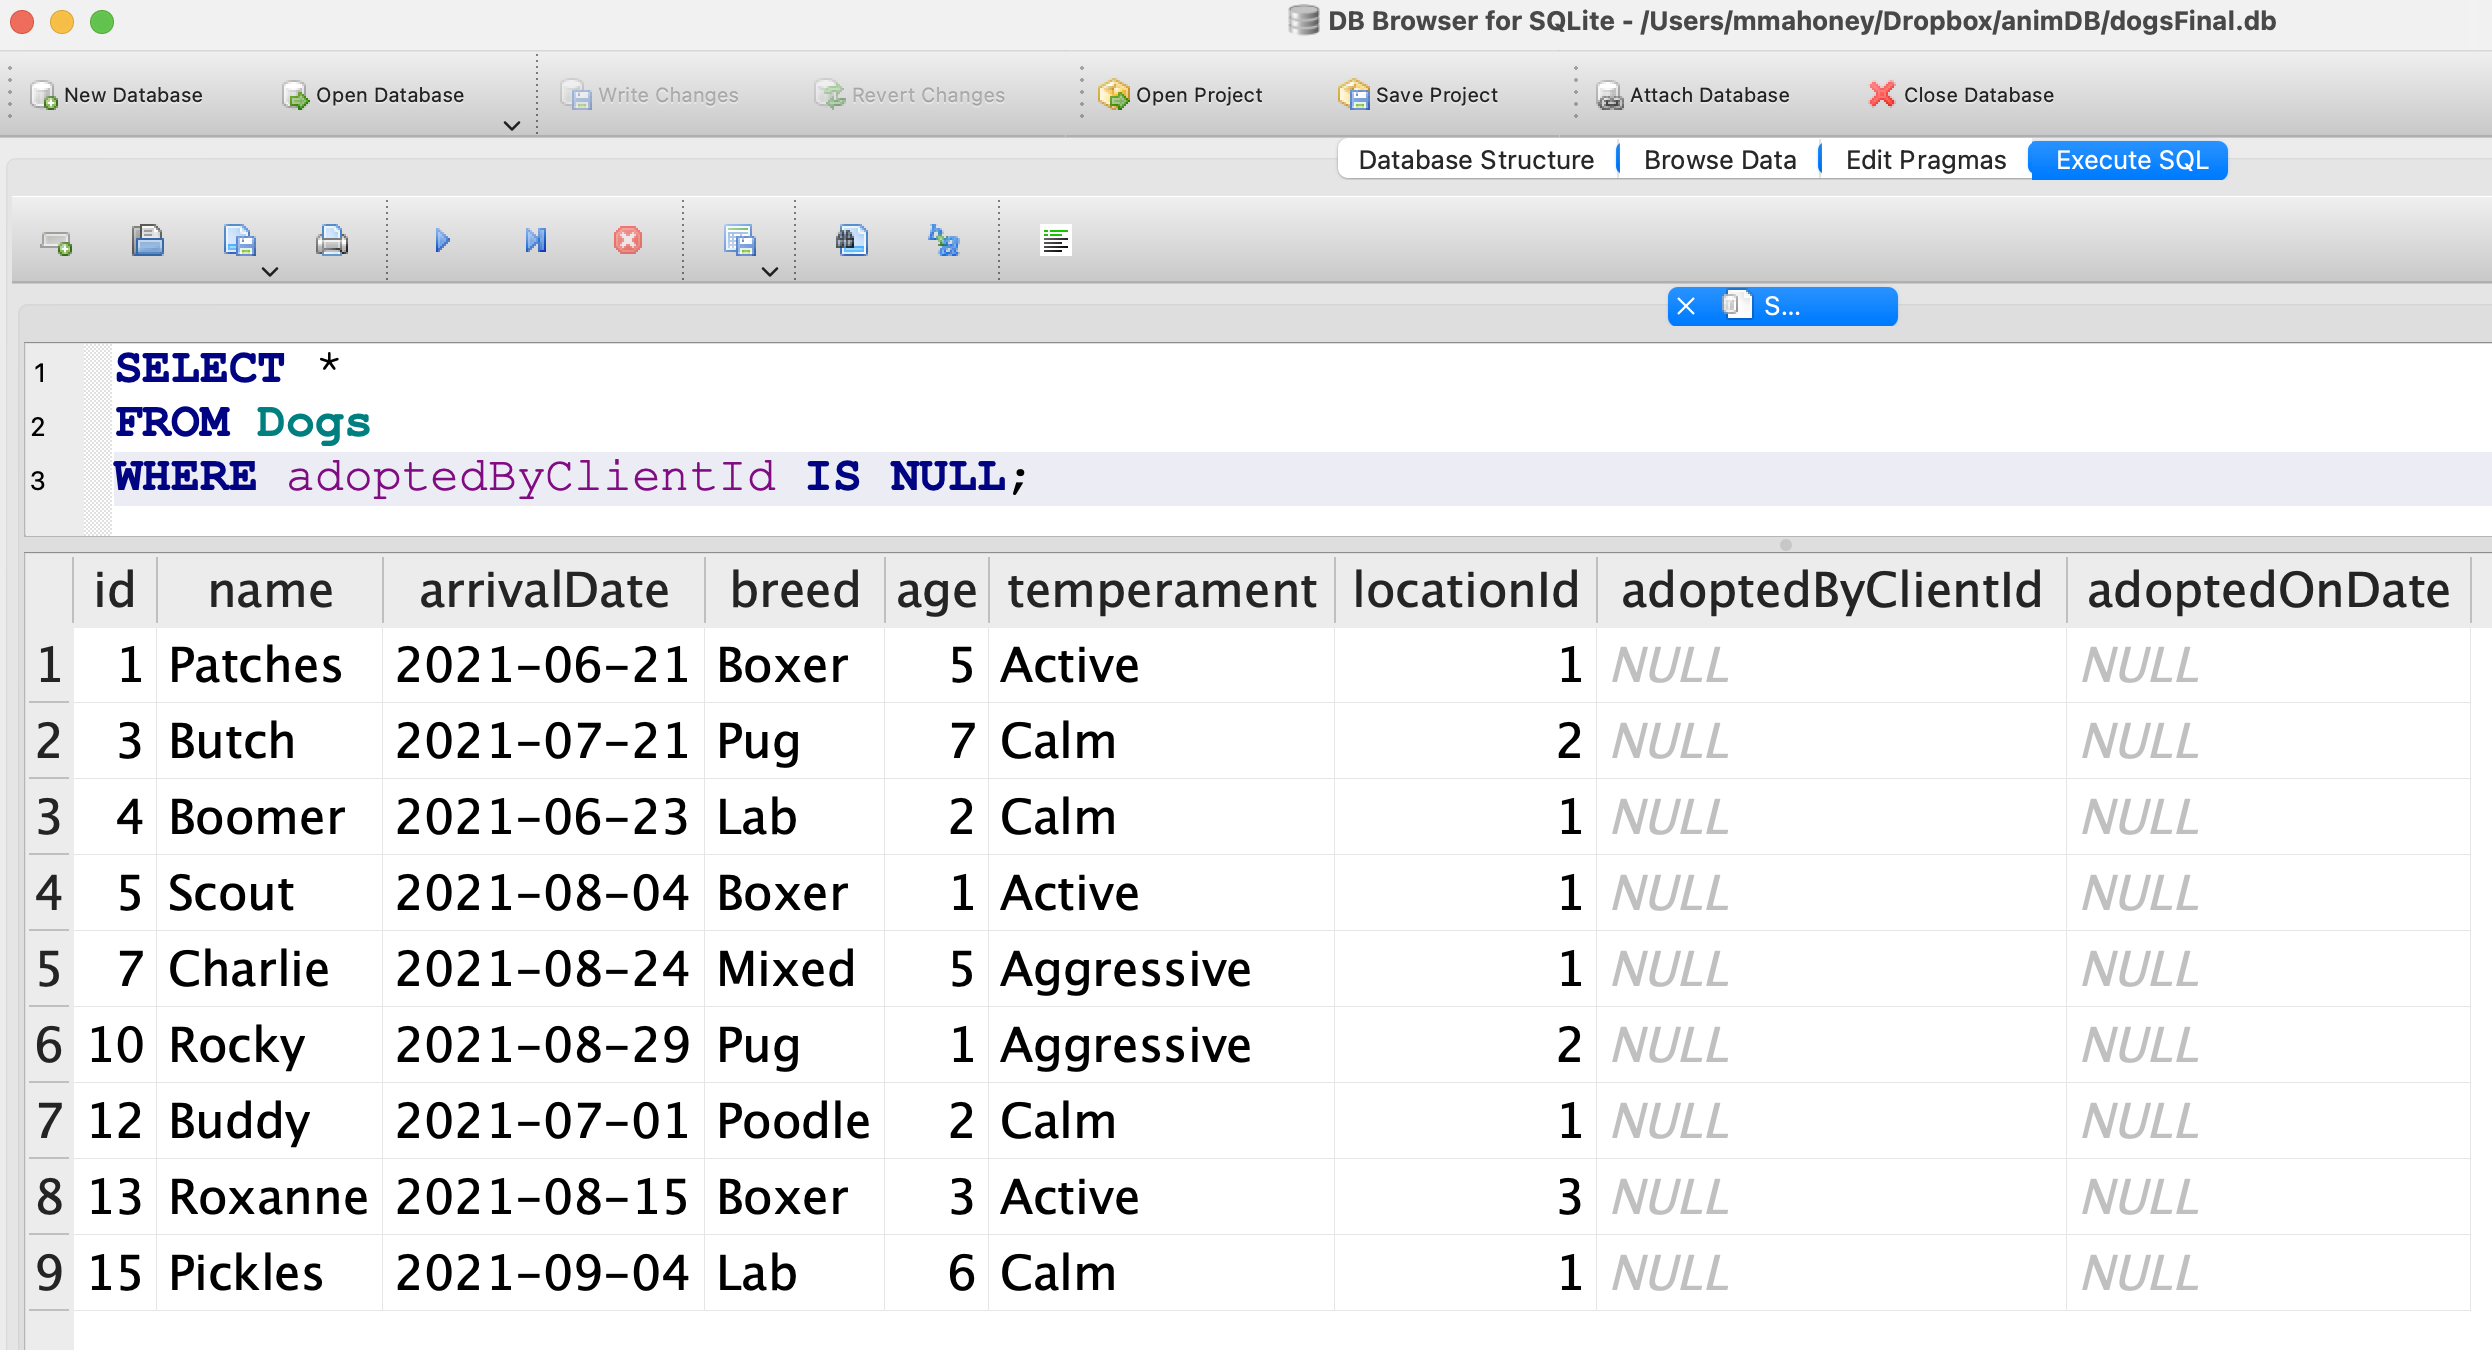 DB Browser for SQLite - /Users/mmahoney/Dropbox/animDB/dogsFinal.db
New Database Open Database Write Changes Revert Changes Open Project Save Project Attach Database Close Database
Database Structure Browse Data Edit Pragmas Execute SQL
S...
1 SELECT *
2 FROM Dogs
3 WHERE adoptedByClientId IS NULL;
id name arrivalDate breed age temperament locationId adoptedByClientId adoptedOnDate
1 1 Patches 2021-06-21 Boxer 5 Active 1 NULL NULL
2 3 Butch 2021-07-21 Pug 7 Calm 2 NULL NULL
3 4 Boomer 2021-06-23 Lab 2 Calm 1 NULL NULL
4 5 Scout 2021-08-04 Boxer 1 Active 1 NULL NULL
5 7 Charlie 2021-08-24 Mixed 5 Aggressive 1 NULL NULL
6 10 Rocky 2021-08-29 Pug 1 Aggressive 2 NULL NULL
7 12 Buddy 2021-07-01 Poodle 2 Calm 1 NULL NULL
8 13 Roxanne 2021-08-15 Boxer 3 Active 3 NULL NULL
9 15 Pickles 2021-09-04 Lab 6 Calm 1 NULL NULL